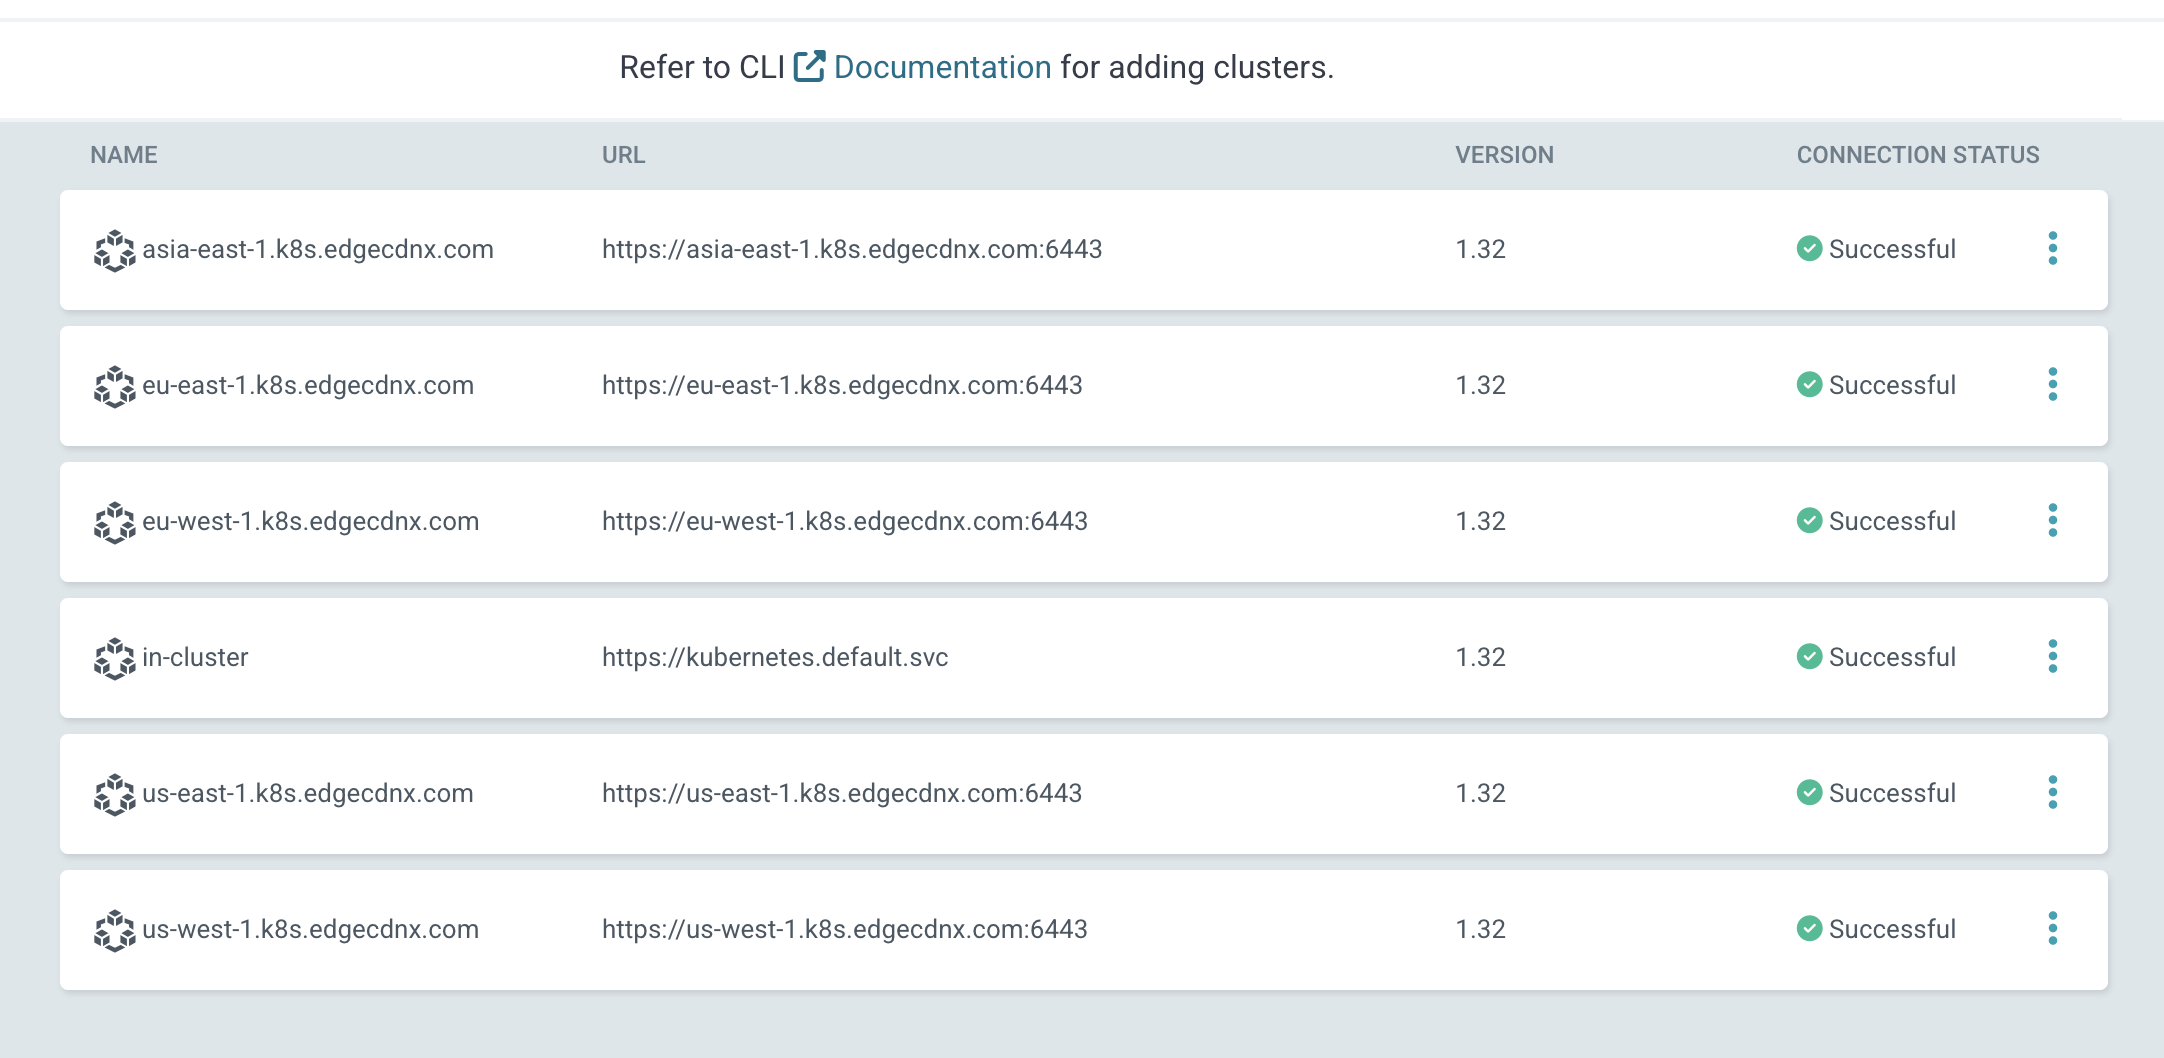 Refer to CLI Documentation for adding clusters.
NAME URL VERSION CONNECTION STATUS
asia-east-1.k8s.edgecdnx.com https://asia-east-1.k8s.edgecdnx.com:6443 1.32 Successful
eu-east-1.k8s.edgecdnx.com https://eu-east-1.k8s.edgecdnx.com:6443 1.32 Successful
eu-west-1.k8s.edgecdnx.com https://eu-west-1.k8s.edgecdnx.com:6443 1.32 Successful
in-cluster https://kubernetes.default.svc 1.32 Successful
us-east-1.k8s.edgecdnx.com https://us-east-1.k8s.edgecdnx.com:6443 1.32 Successful
us-west-1.k8s.edgecdnx.com https://us-west-1.k8s.edgecdnx.com:6443 1.32 Successful